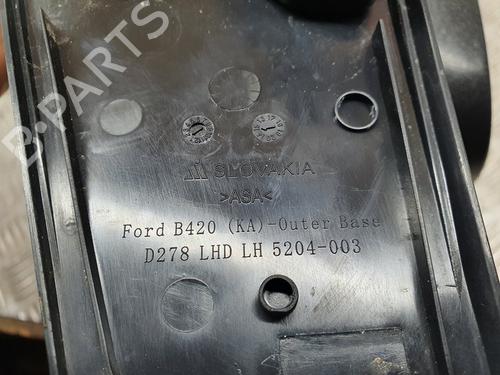 B-PARTS
SLOVAKIA
>ASA<
Ford B420 (KA)-Outer Base
D278 LHD LH 5204-003